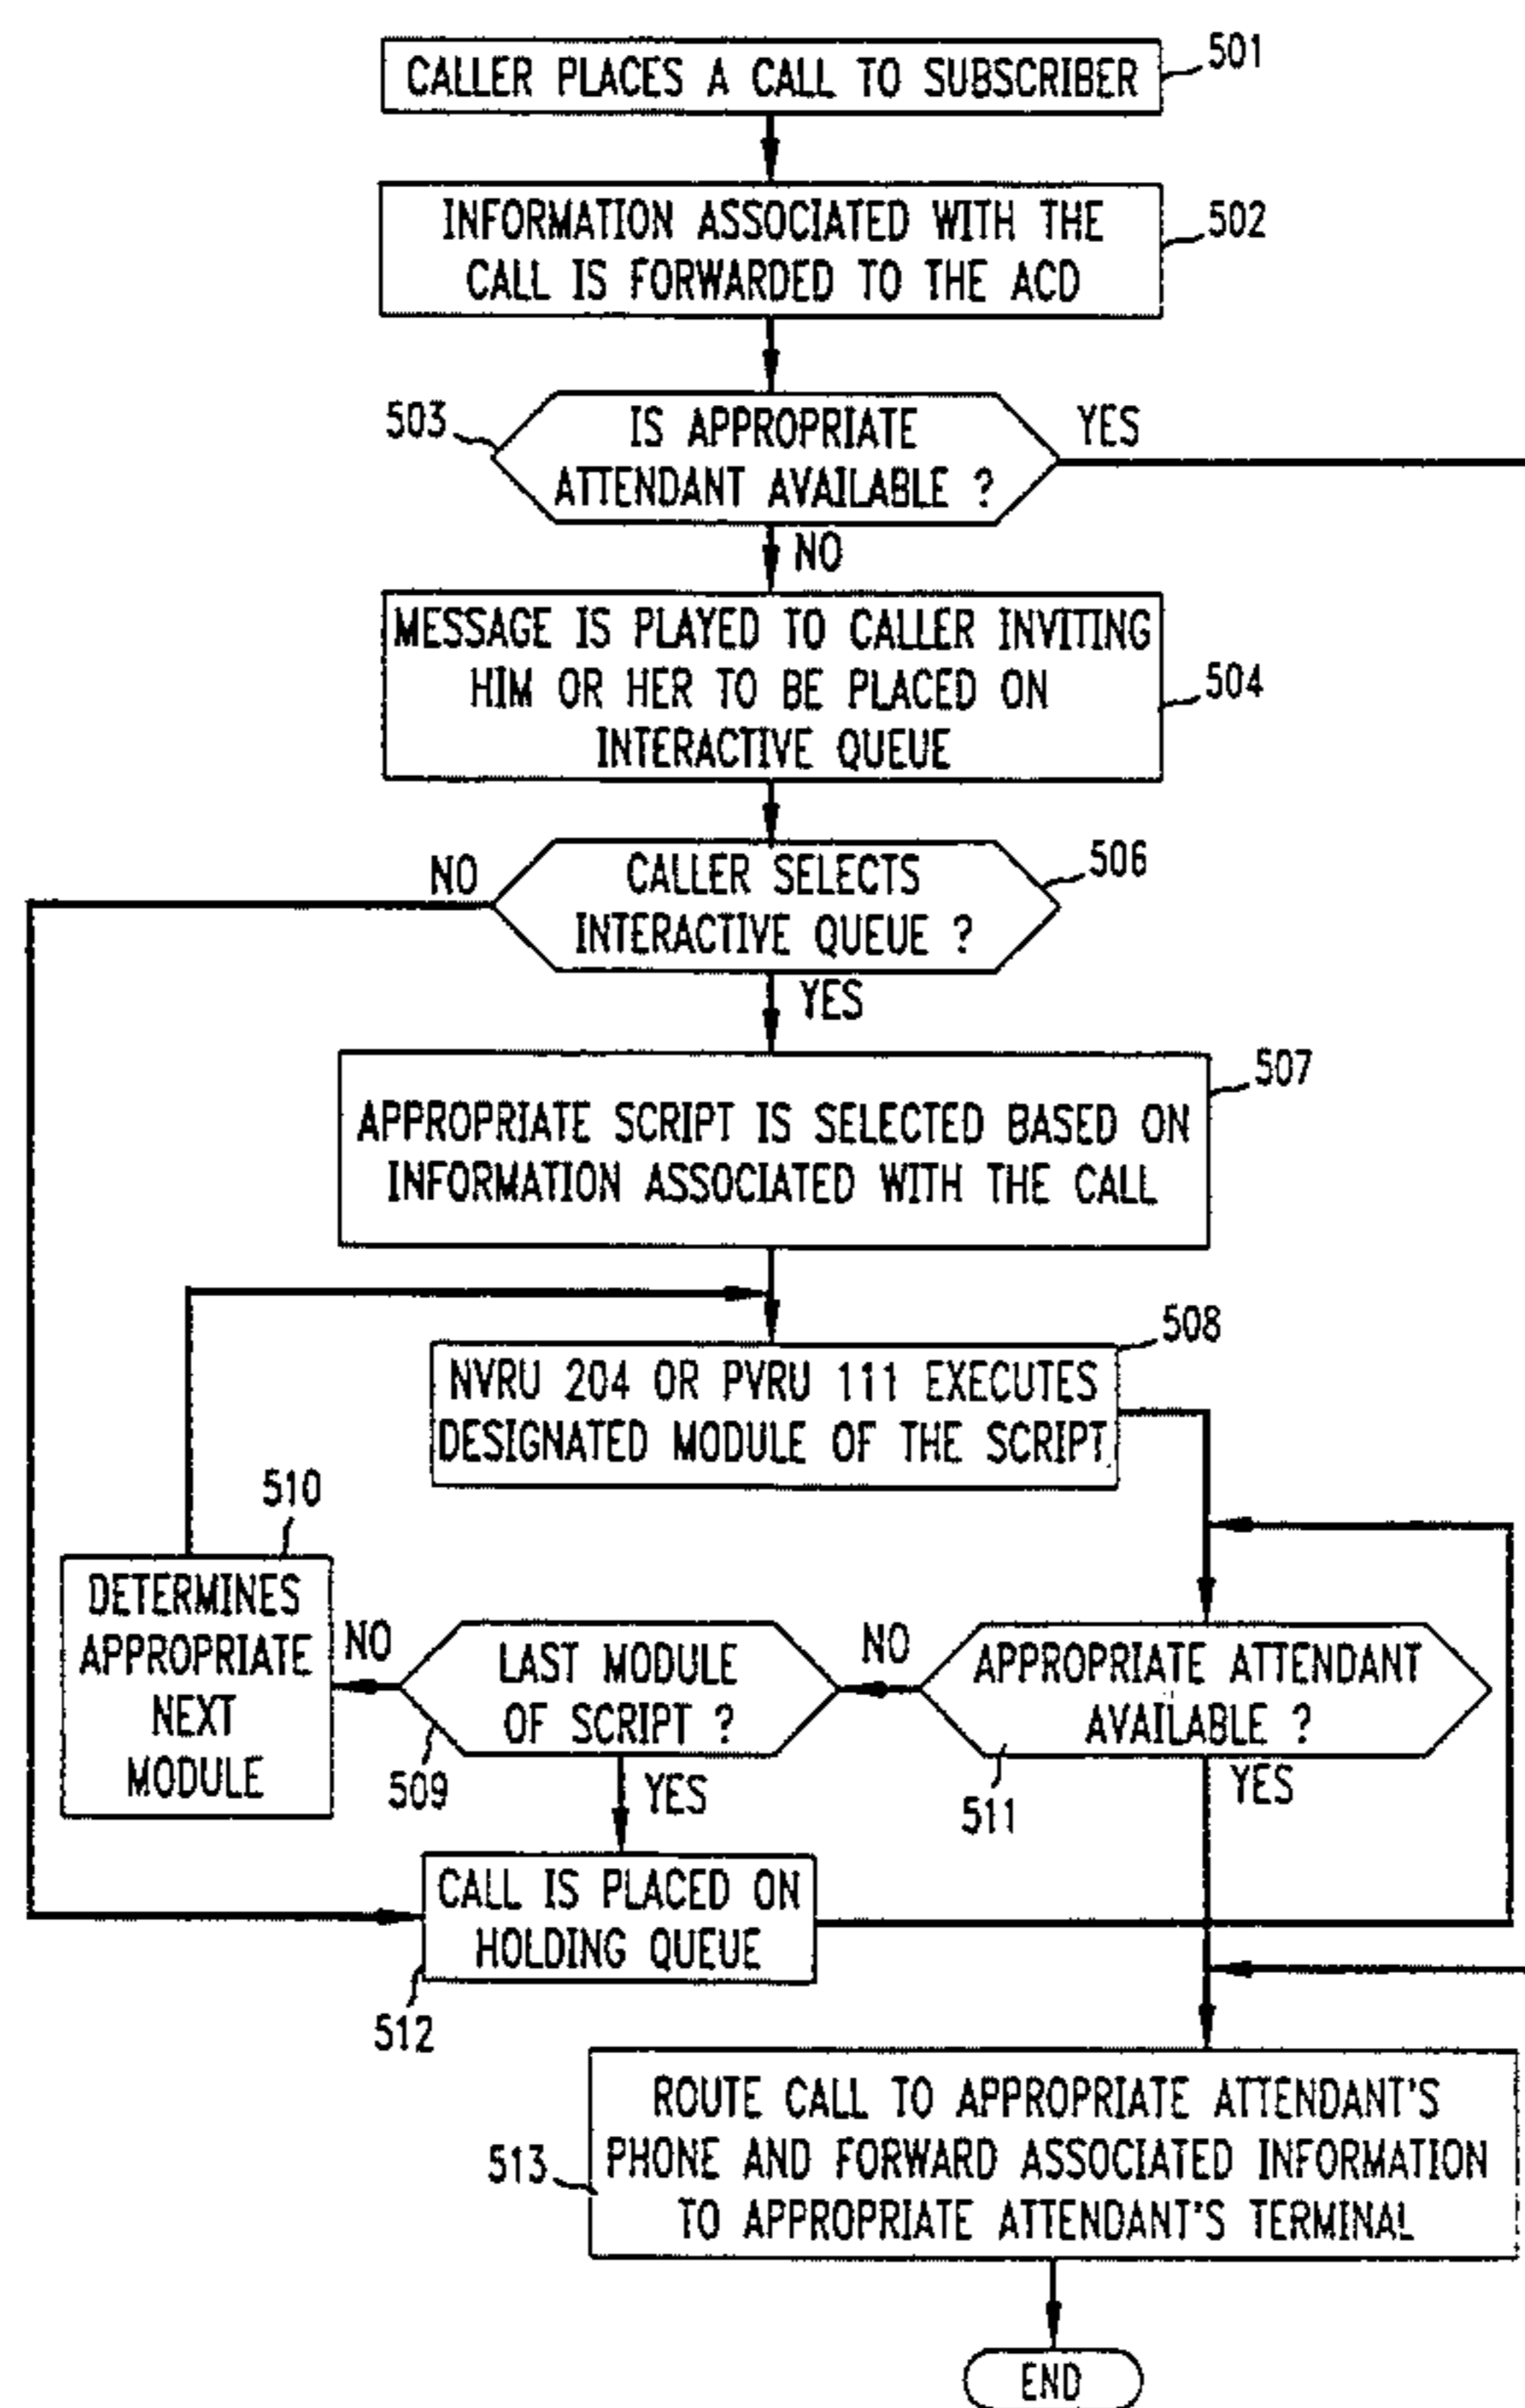 CALLER PLACES A CALL TO SUBSCRIBER
501
INFORMATION ASSOCIATED WITH THE
CALL IS FORWARDED TO THE ACD
502
503
IS APPROPRIATE
ATTENDANT AVAILABLE ?
YES
NO
MESSAGE IS PLAYED TO CALLER INVITING
HIM OR HER TO BE PLACED ON
INTERACTIVE QUEUE
504
NO
CALLER SELECTS
INTERACTIVE QUEUE ?
506
YES
APPROPRIATE SCRIPT IS SELECTED BASED ON
INFORMATION ASSOCIATED WITH THE CALL
507
NVRU 204 OR PVRU 111 EXECUTES
DESIGNATED MODULE OF THE SCRIPT
508
510
DETERMINES
APPROPRIATE
NEXT
MODULE
NO
LAST MODULE
OF SCRIPT ?
509
YES
NO
APPROPRIATE ATTENDANT
AVAILABLE ?
511
YES
CALL IS PLACED ON
HOLDING QUEUE
512
ROUTE CALL TO APPROPRIATE ATTENDANT'S
PHONE AND FORWARD ASSOCIATED INFORMATION
TO APPROPRIATE ATTENDANT'S TERMINAL
513
END